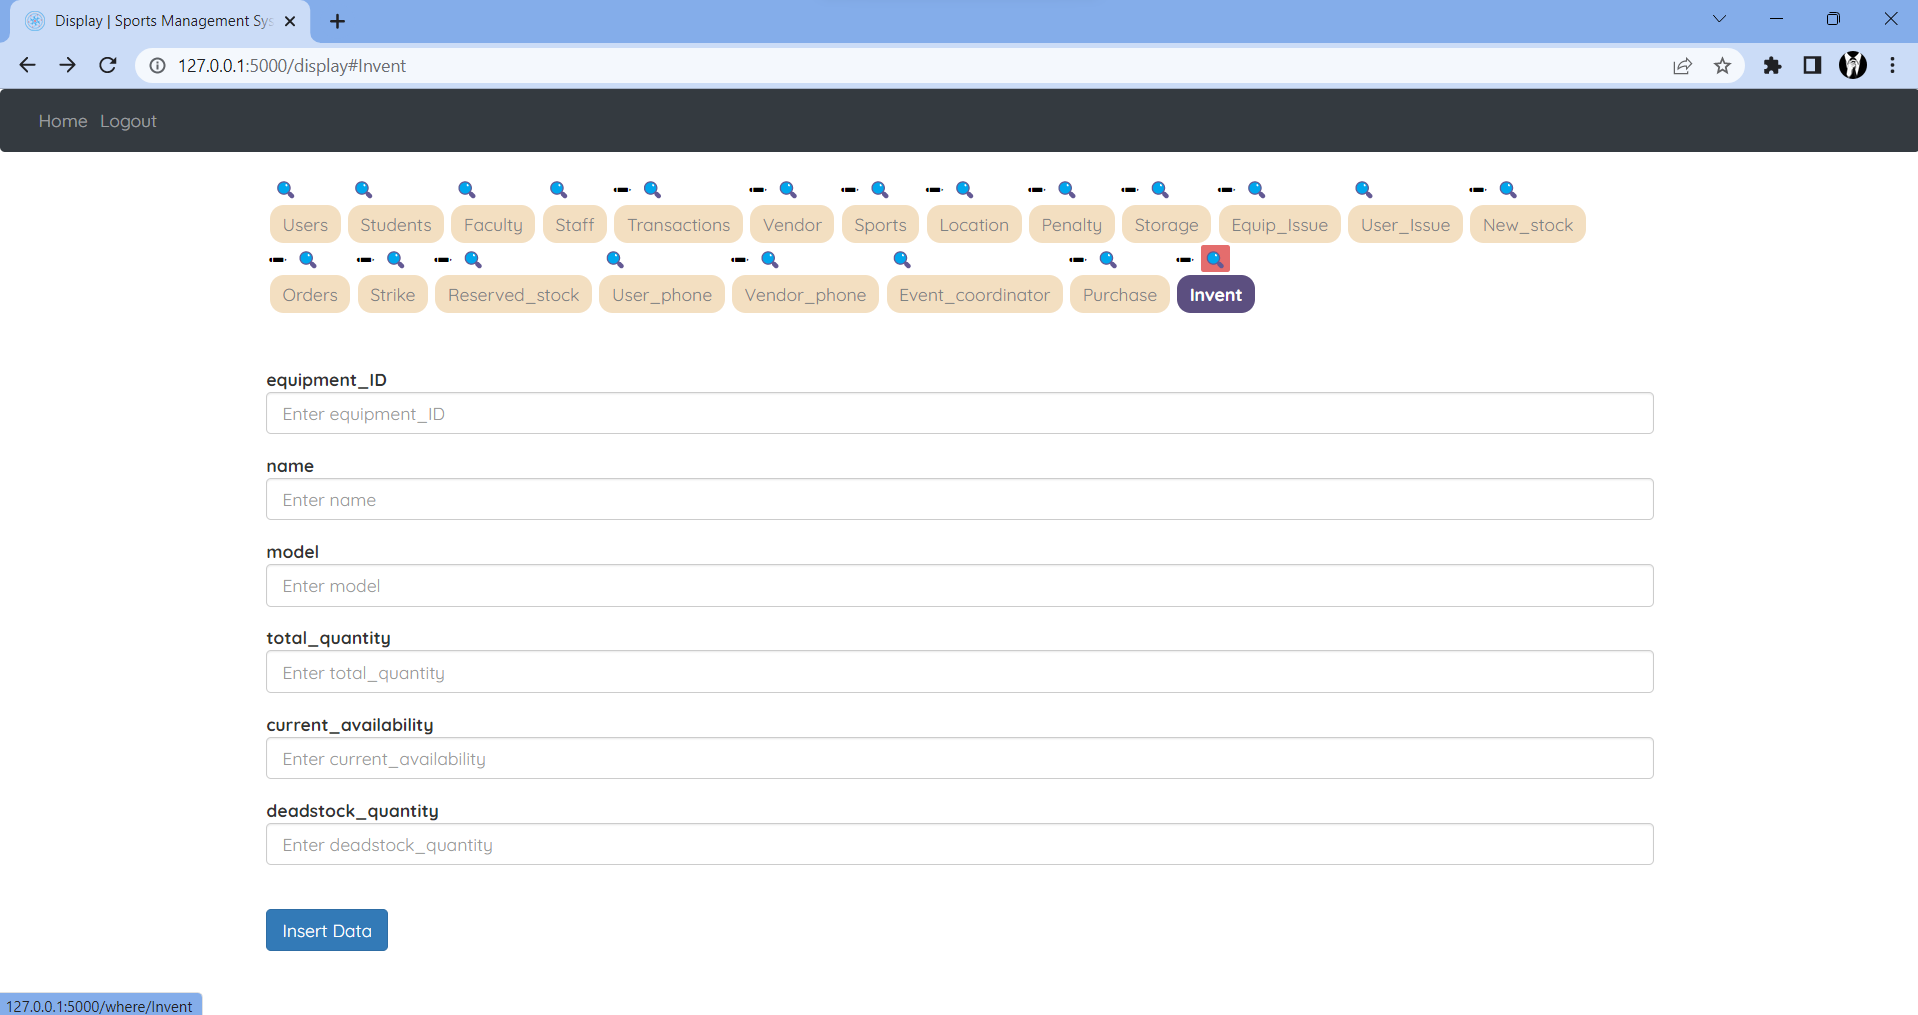 Display | Sports Management Sys
127.0.0.1:5000/display#Invent
Home Logout
Users Students Faculty Staff Transactions Vendor Sports Location Penalty Storage Equip_Issue User_Issue New_stock
Orders Strike Reserved_stock User_phone Vendor_phone Event_coordinator Purchase Invent
equipment_ID
Enter equipment_ID
name
Enter name
model
Enter model
total_quantity
Enter total_quantity
current_availability
Enter current_availability
deadstock_quantity
Enter deadstock_quantity
Insert Data
127.0.0.1:5000/where/Invent